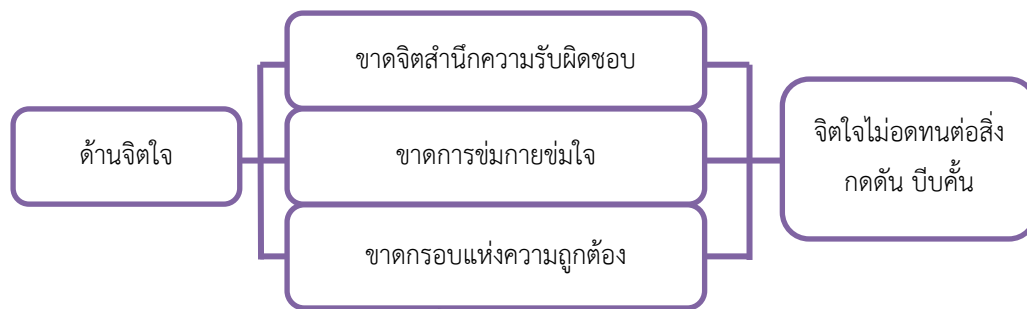 ด้านจิตใจ
ขาดจิตสำนึกความรับผิดชอบ
ขาดการข่มกายข่มใจ
ขาดกรอบแห่งความถูกต้อง
จิตใจไม่อดทนต่อสิ่ง
กดดัน บีบคั้น